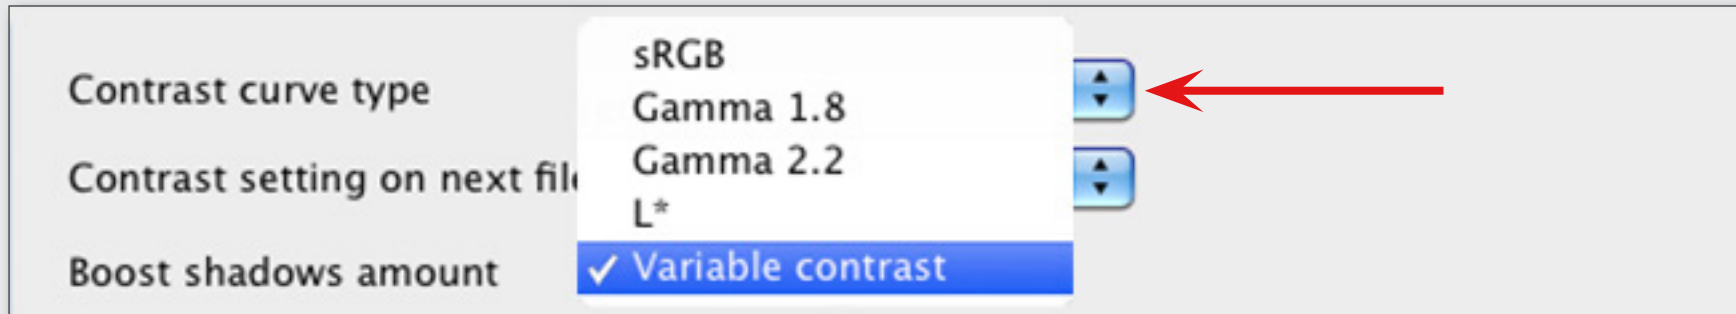 sRGB
Contrast curve type
Gamma 1.8
Gamma 2.2
Contrast setting on next file
L*
Boost shadows amount
✓ Variable contrast